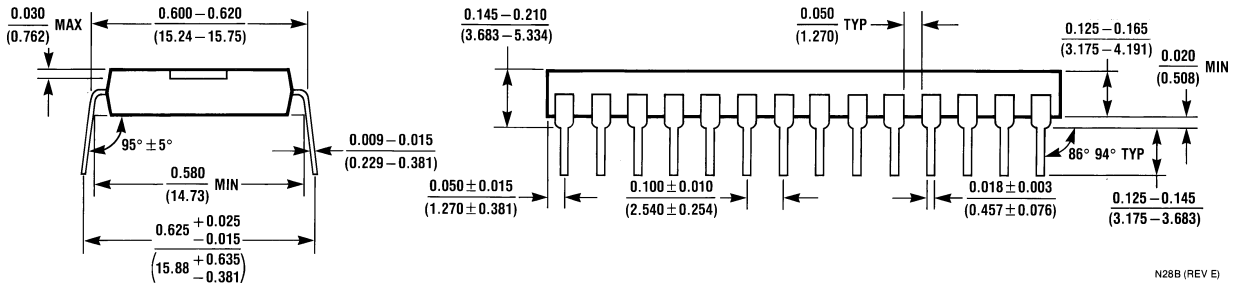 0.030
(0.762) MAX
0.600 – 0.620
(15.24 – 15.75)
95° ± 5°
0.009 – 0.015
(0.229 – 0.381)
0.580
(14.73) MIN
0.625 + 0.025
– 0.015
(15.88 + 0.635
– 0.381)
0.145 – 0.210
(3.683 – 5.334)
0.050
(1.270) TYP
0.125 – 0.165
(3.175 – 4.191)
0.020
(0.508) MIN
86° 94° TYP
0.050 ± 0.015
(1.270 ± 0.381)
0.100 ± 0.010
(2.540 ± 0.254)
0.018 ± 0.003
(0.457 ± 0.076)
0.125 – 0.145
(3.175 – 3.683)
N28B (REV E)